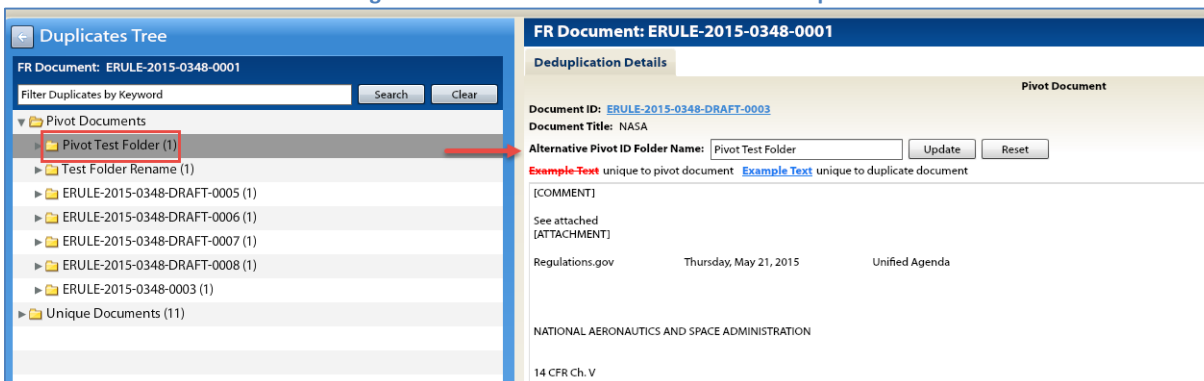 Duplicates Tree
FR Document: ERULE-2015-0348-0001
Filter Duplicates by Keyword Search Clear
Pivot Documents
Pivot Test Folder (1)
Test Folder Rename (1)
ERULE-2015-0348-DRAFT-0005 (1)
ERULE-2015-0348-DRAFT-0006 (1)
ERULE-2015-0348-DRAFT-0007 (1)
ERULE-2015-0348-DRAFT-0008 (1)
ERULE-2015-0348-0003 (1)
Unique Documents (11)
FR Document: ERULE-2015-0348-0001
Deduplication Details
Pivot Document
Document ID: ERULE-2015-0348-DRAFT-0003
Document Title: NASA
Alternative Pivot ID Folder Name: Pivot Test Folder Update Reset
Example Text unique to pivot document Example Text unique to duplicate document
[COMMENT]
See attached
[ATTACHMENT]
Regulations.gov Thursday, May 21, 2015 Unified Agenda
NATIONAL AERONAUTICS AND SPACE ADMINISTRATION
14 CFR Ch. V